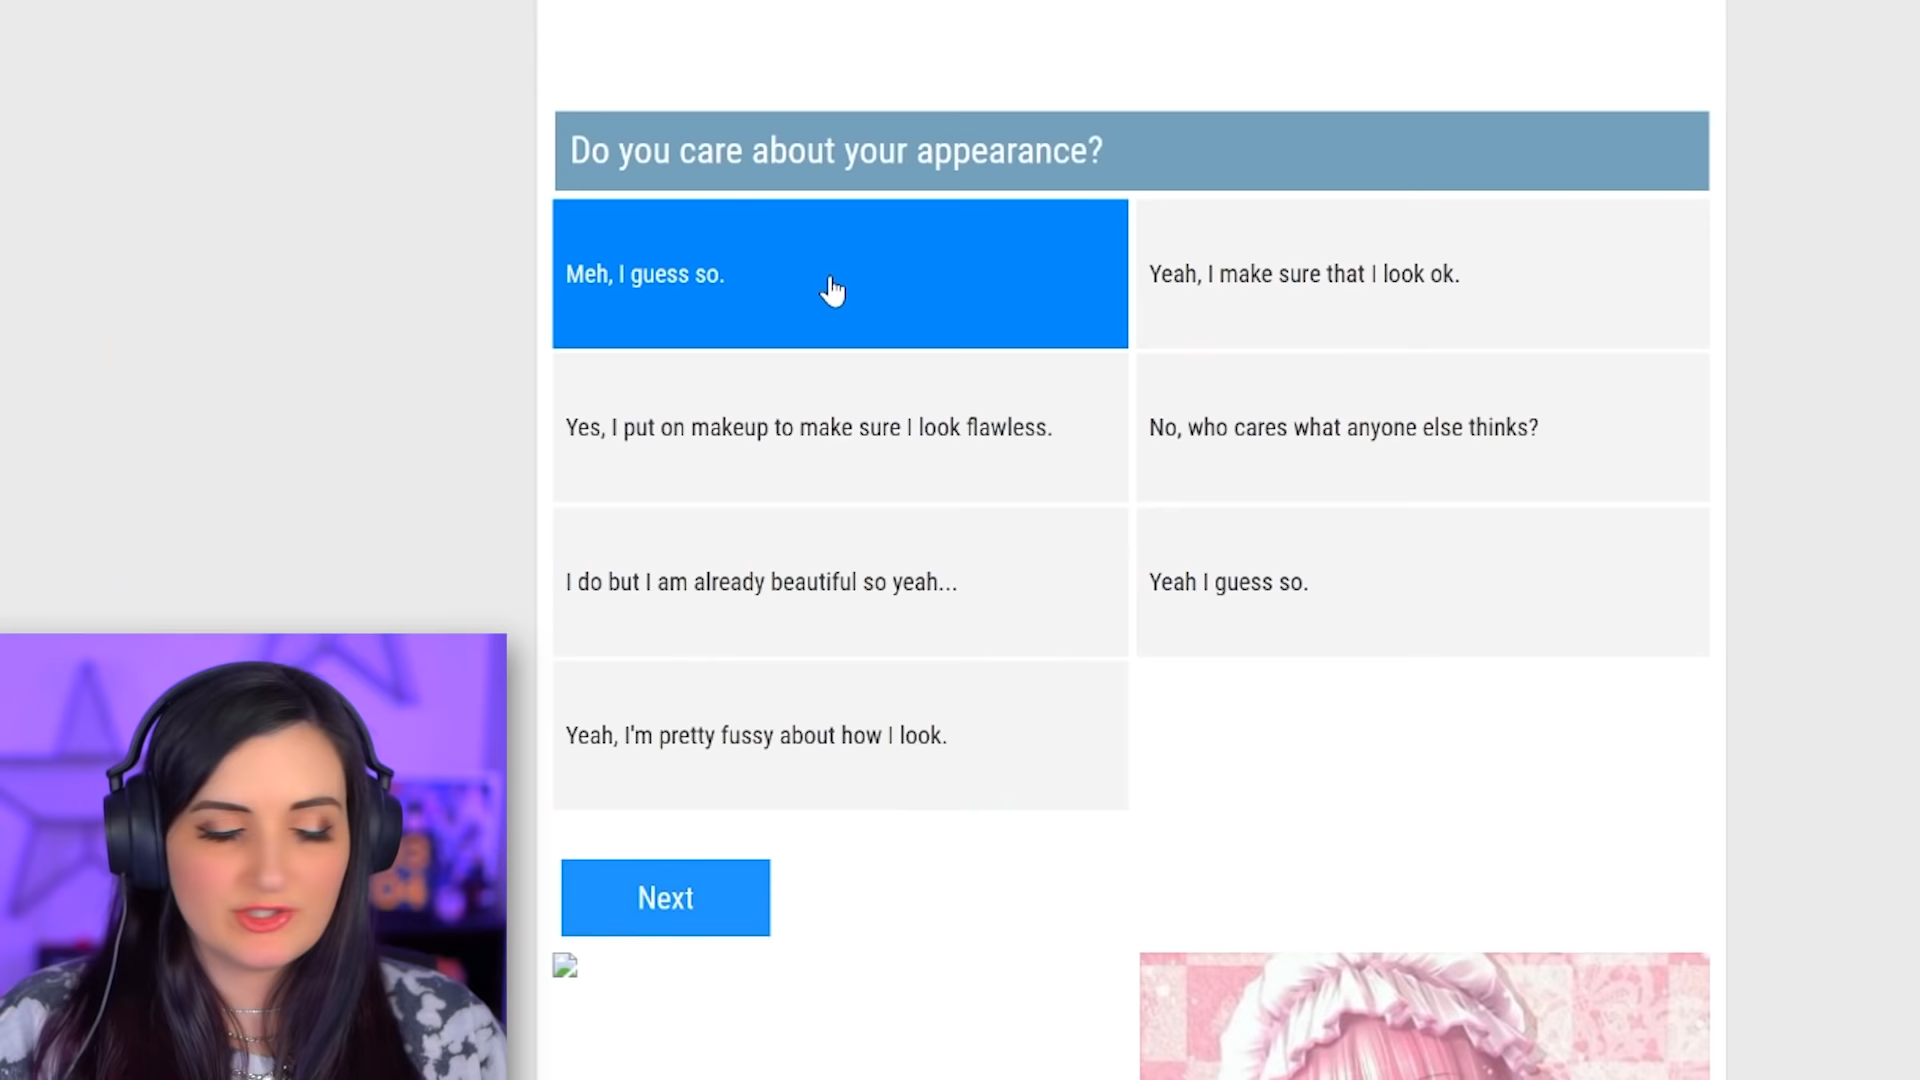 Do you care about your appearance?
Meh, I guess so.
Yeah, I make sure that I look ok.
Yes, I put on makeup to make sure I look flawless.
No, who cares what anyone else thinks?
I do but I am already beautiful so yeah...
Yeah I guess so.
Yeah, I'm pretty fussy about how I look.
Next